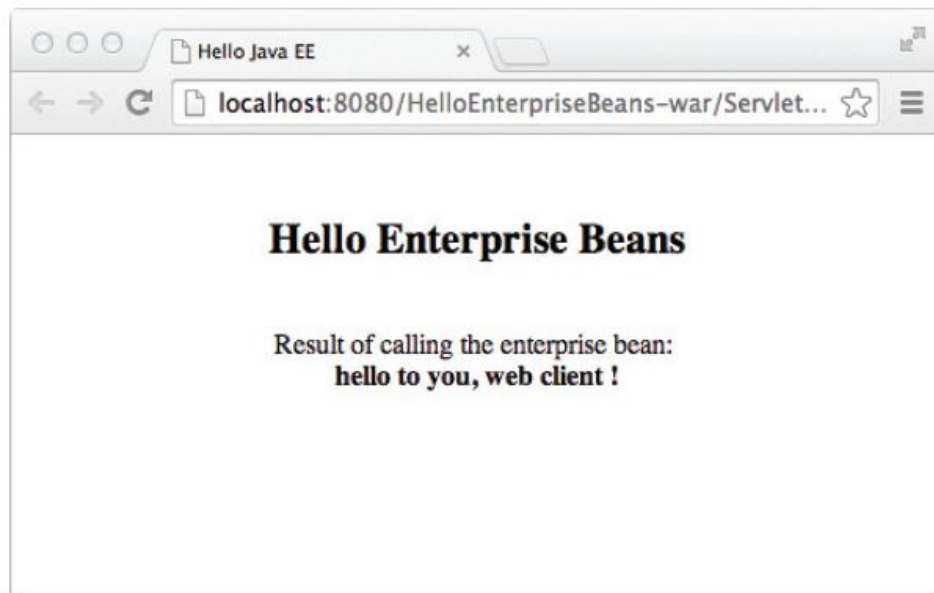 Hello Java EE
localhost:8080/HelloEnterpriseBeans-war/Servlet...
Hello Enterprise Beans
Result of calling the enterprise bean:
hello to you, web client !